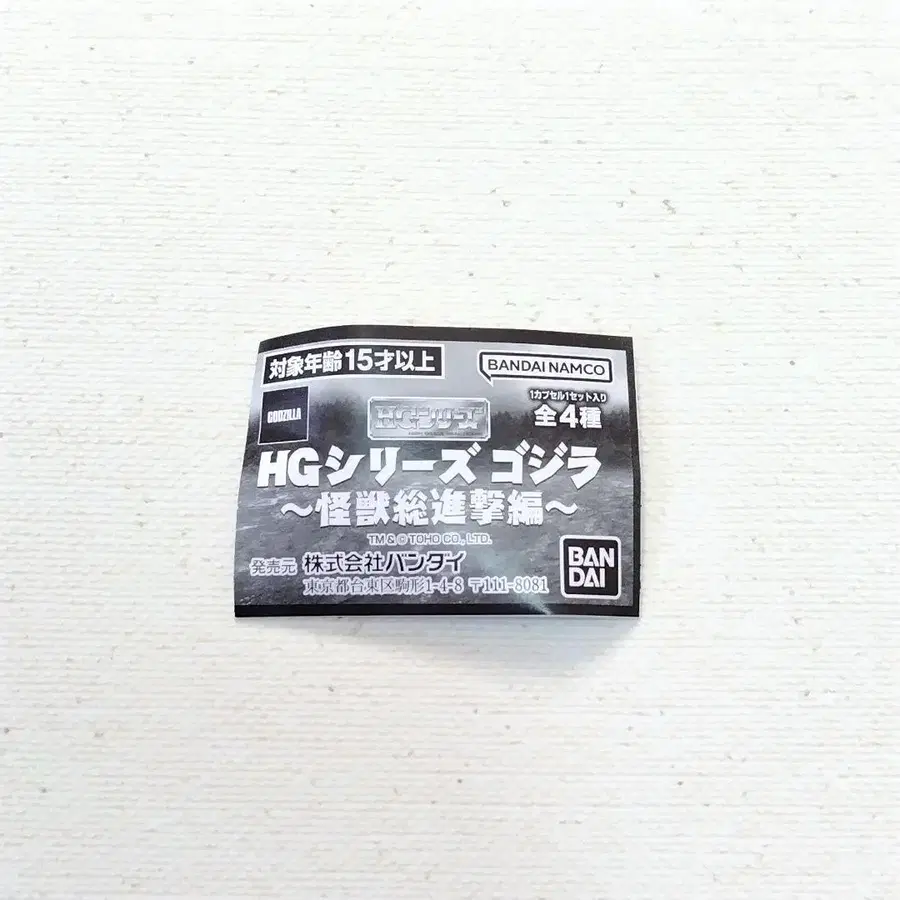 対象年齢15才以上
BANDAI NAMCO
1カプセル1セット入り
全4種
GODZILLA
HGシリーズ
HGシリーズ ゴジラ
〜怪獣総進撃編〜
TM & © TOHO CO., LTD.
発売元 株式会社バンダイ
東京都台東区駒形1-4-8 〒111-8081
BAN
DAI